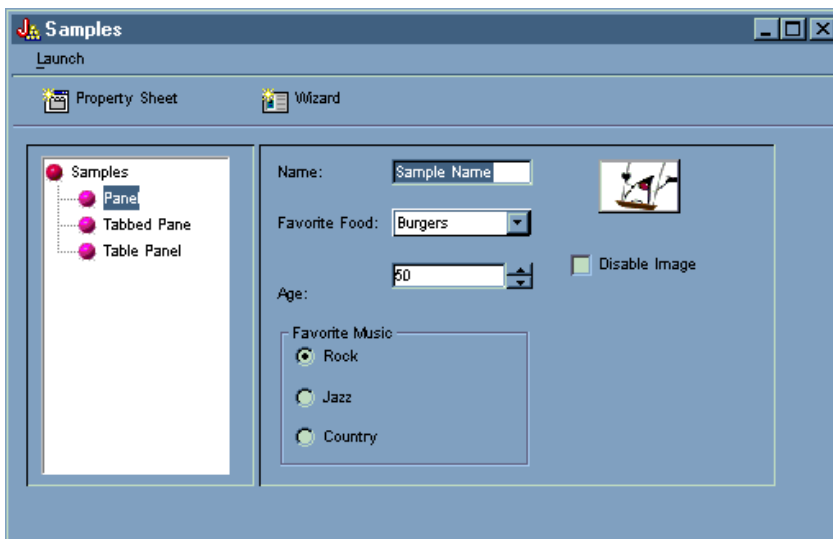 Samples
Launch
Property Sheet
Wizard
Samples
Panel
Tabbed Pane
Table Panel
Name:
Sample Name
Favorite Food:
Burgers
Age:
50
Disable Image
Favorite Music
Rock
Jazz
Country